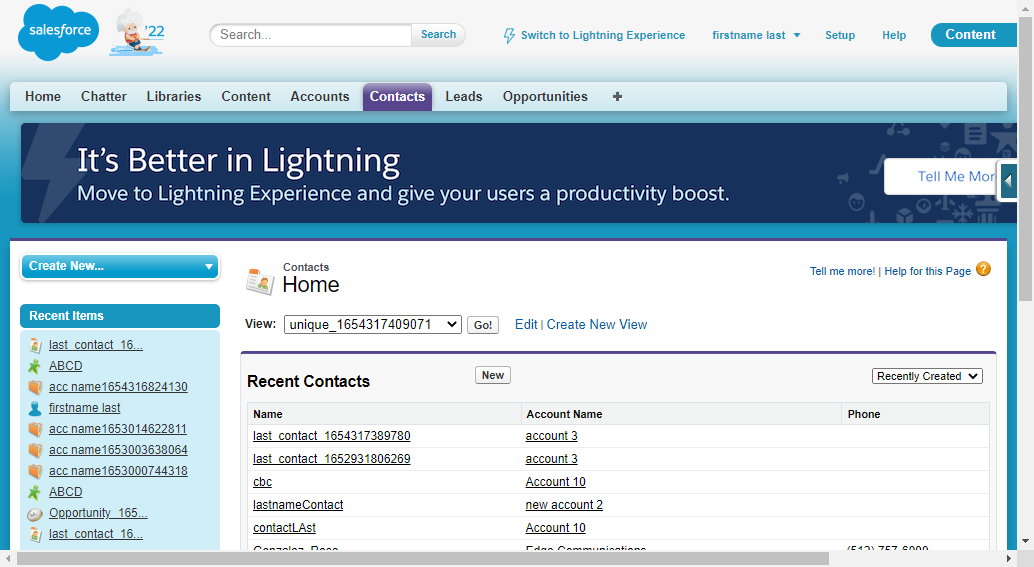 salesforce
'22
Search...
Search
Switch to Lightning Experience
firstname last
Setup
Help
Content
Home
Chatter
Libraries
Content
Accounts
Contacts
Leads
Opportunities
+
It's Better in Lightning
Move to Lightning Experience and give your users a productivity boost.
Tell Me Mor
Create New...
Recent Items
last_contact_16...
ABCD
acc name1654316824130
firstname last
acc name1653014622811
acc name1653003638064
acc name1653000744318
ABCD
Opportunity_165...
last_contact_16...
Contacts
Home
Tell me more! | Help for this Page ?
View: unique_1654317409071 Go! Edit | Create New View
Recent Contacts New Recently Created
Name Account Name Phone
last_contact_1654317389780 account 3
last_contact_1652931806269 account 3
cbc Account 10
lastnameContact new account 2
contactLAst Account 10
Gonzalez, Rose Edge Communications (512) 757-6000